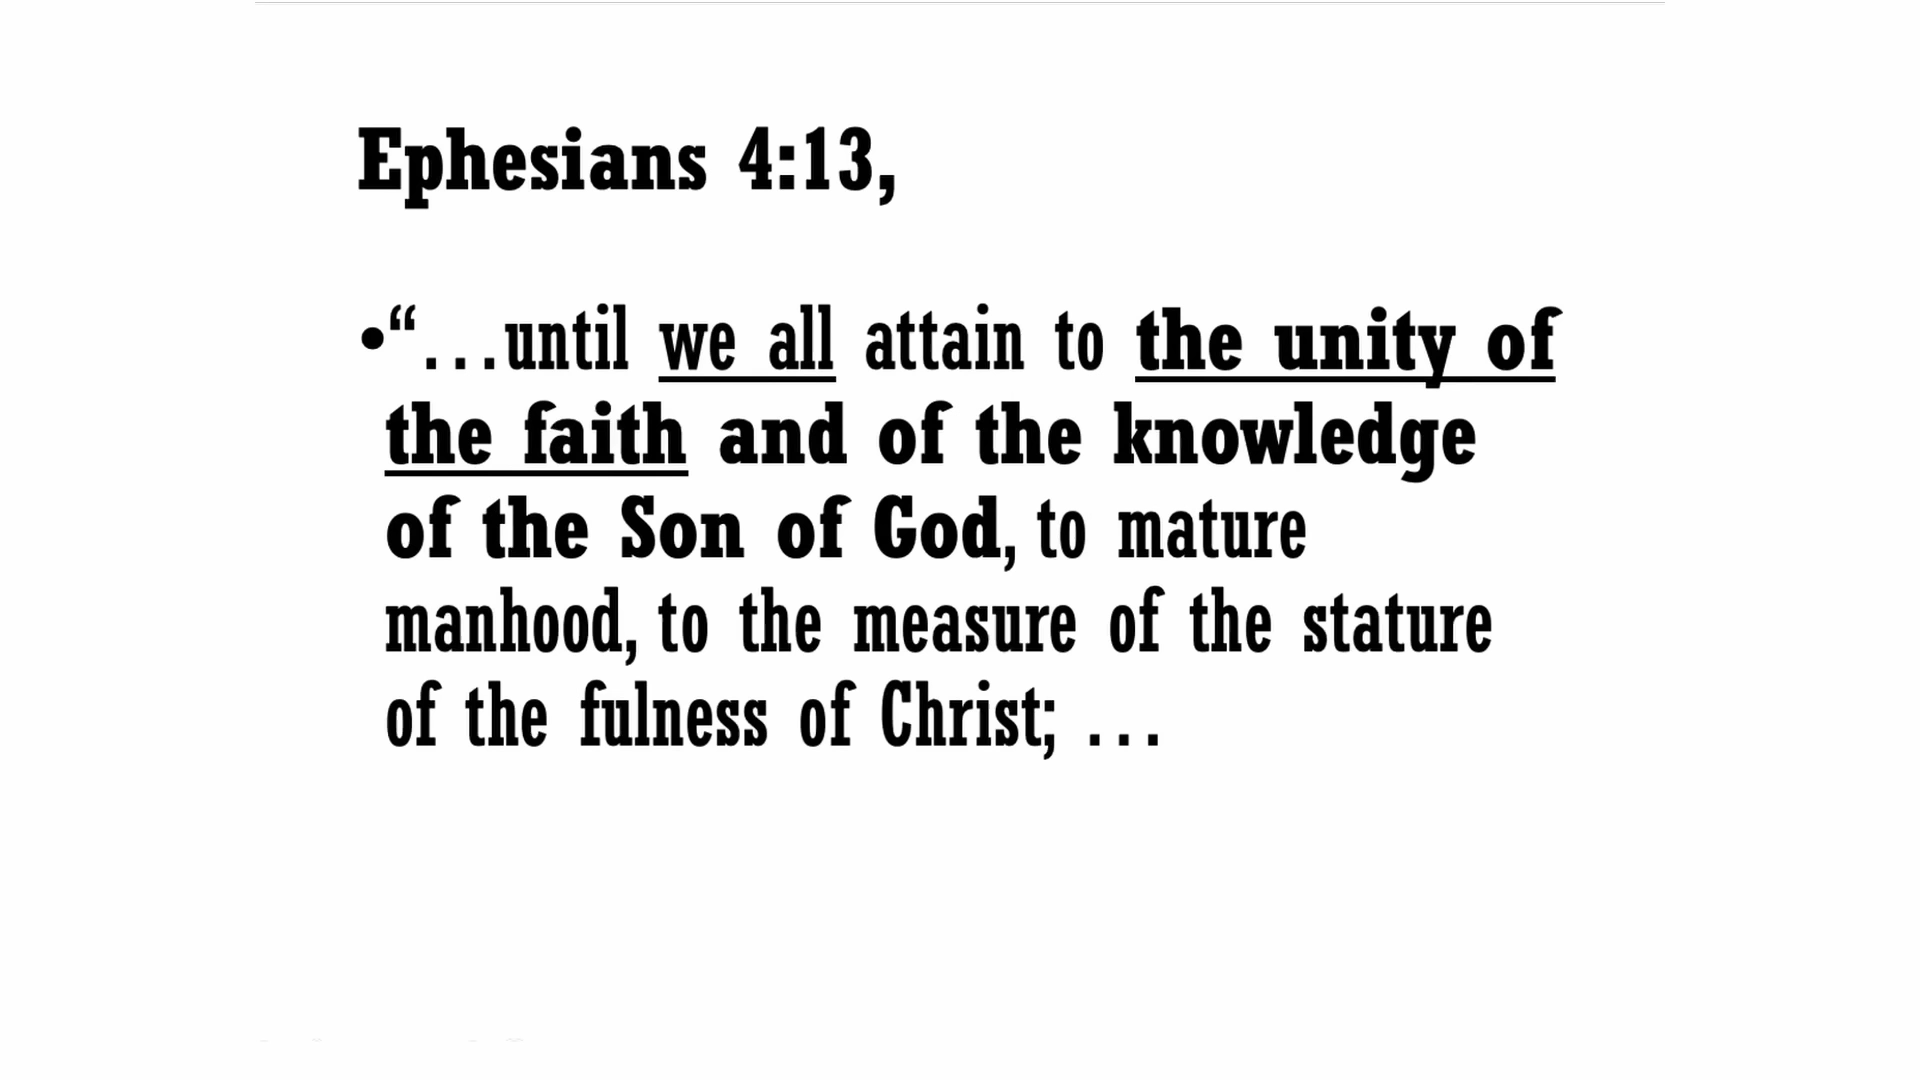 Ephesians 4:13,
•“…until we all attain to the unity of
the faith and of the knowledge
of the Son of God, to mature
manhood, to the measure of the stature
of the fulness of Christ; …